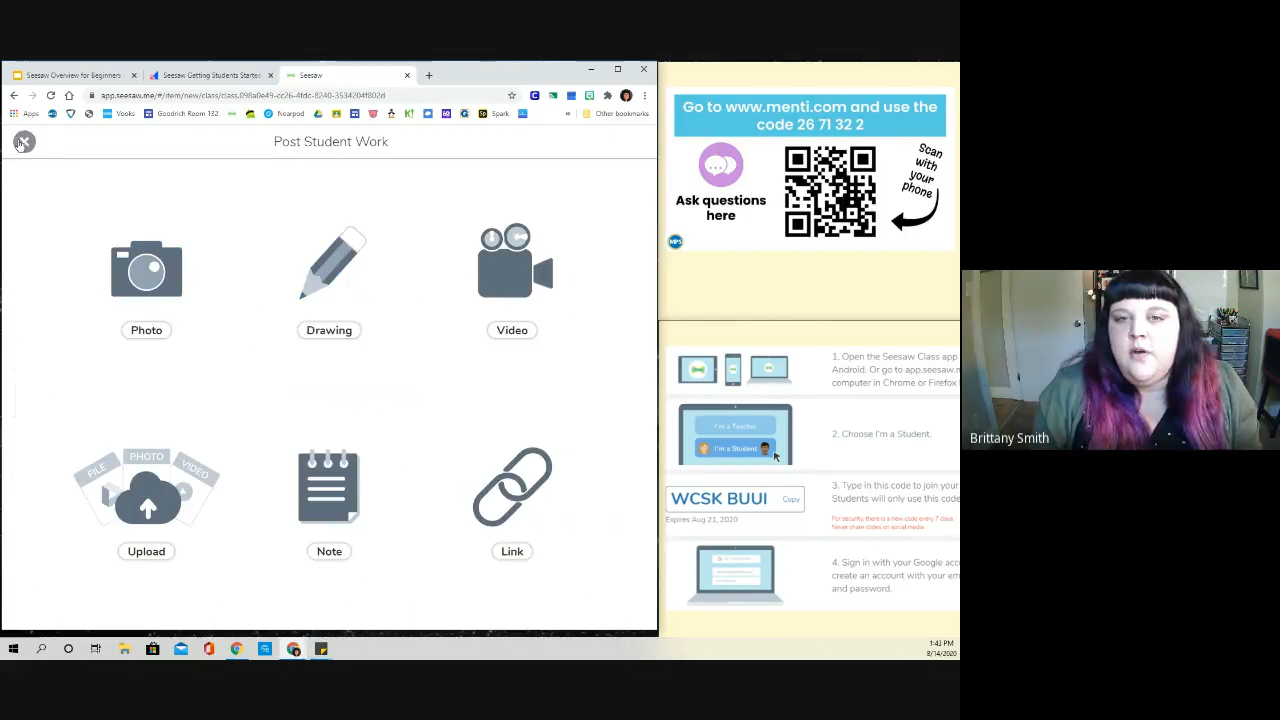 Seesaw Overview for Beginners
Seesaw Getting Students Started
Seesaw
app.seesaw.me/#/item/new/class/class.098a0e49-cc26-4fdc-8240-3534204f802d
Apps
Vooks
Goodrich Room 132
Nearpod
Spark
Other bookmarks
Post Student Work
Photo
Drawing
Video
FILE
PHOTO
VIDEO
Upload
Note
Link
Go to www.menti.com and use the
code 26 71 32 2
Ask questions
here
Scan
with
your
phone
MPS
1. Open the Seesaw Class app
Android. Or go to app.seesaw.m
computer in Chrome or Firefox
I'm a Teacher
I'm a Student
2. Choose I'm a Student.
WCSK BUUI
Copy
Expires Aug 21, 2020
3. Type in this code to join your
Students will only use this code
For security, there is a new code every 7 days.
Never share codes on social media.
4. Sign in with your Google acc
create an account with your em
and password.
1:43 PM
8/14/2020
Brittany Smith